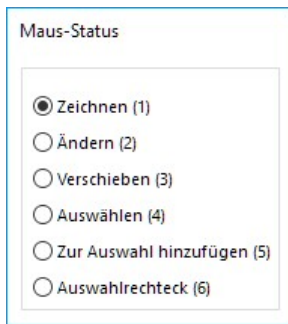 Maus-Status
Zeichnen (1)
Ändern (2)
Verschieben (3)
Auswählen (4)
Zur Auswahl hinzufügen (5)
Auswahlrechteck (6)